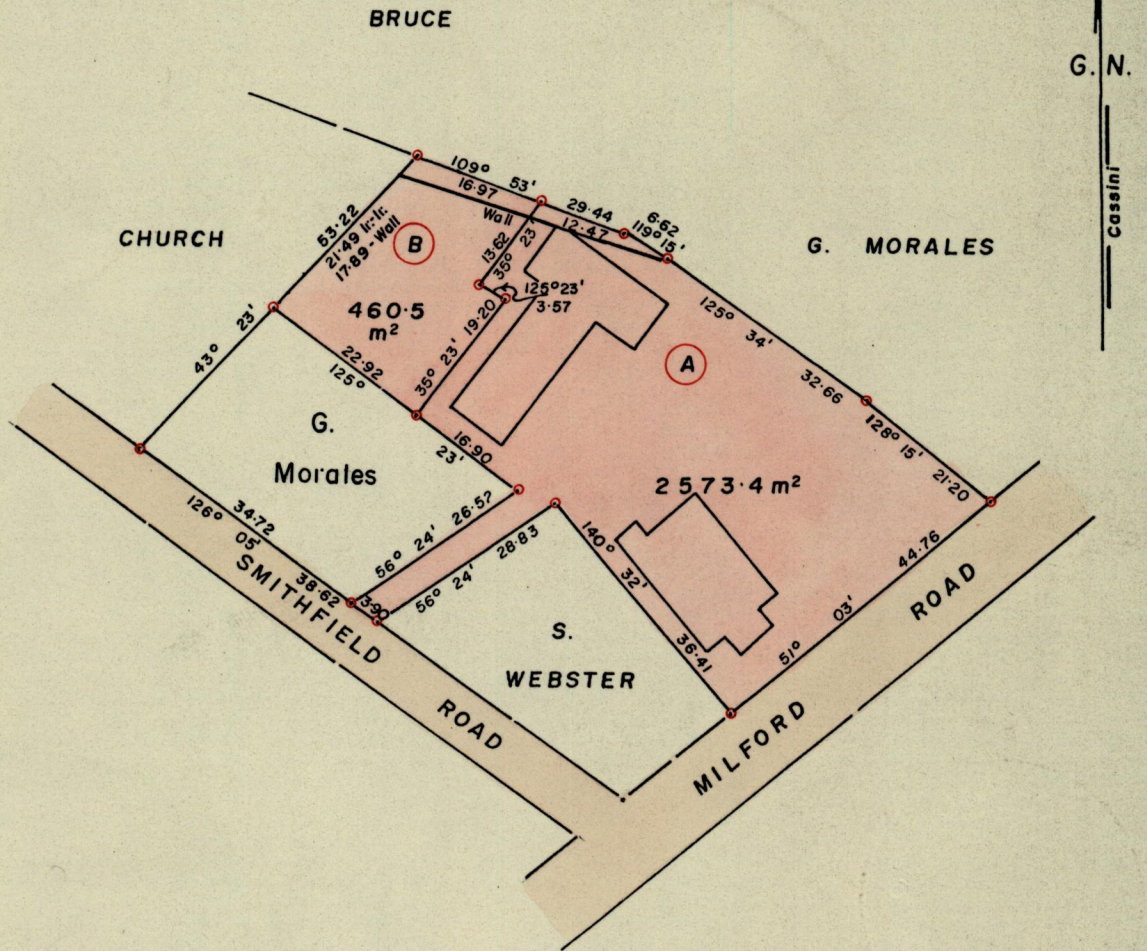 BRUCE
G. N.
Cassini
CHURCH
G. MORALES
109° 53'
16·97
Wall
29·44
12·47
6·62
119° 15'
53·22
21·49 Ir.-Ir.
17·89 - Wall
B
13·62
35° 23'
125° 23'
3·57
460·5
m²
19·20
35° 23'
43° 23'
22·92
125° 23'
16·90
A
125° 34'
32·66
128° 15'
21·20
2573·4 m²
G.
Morales
56° 24' 26·57
56° 24' 28·83
34·72
126° 05'
38·62
3·90
SMITHFIELD ROAD
140° 32'
36·41
S.
WEBSTER
44·76
51° 03'
MILFORD ROAD